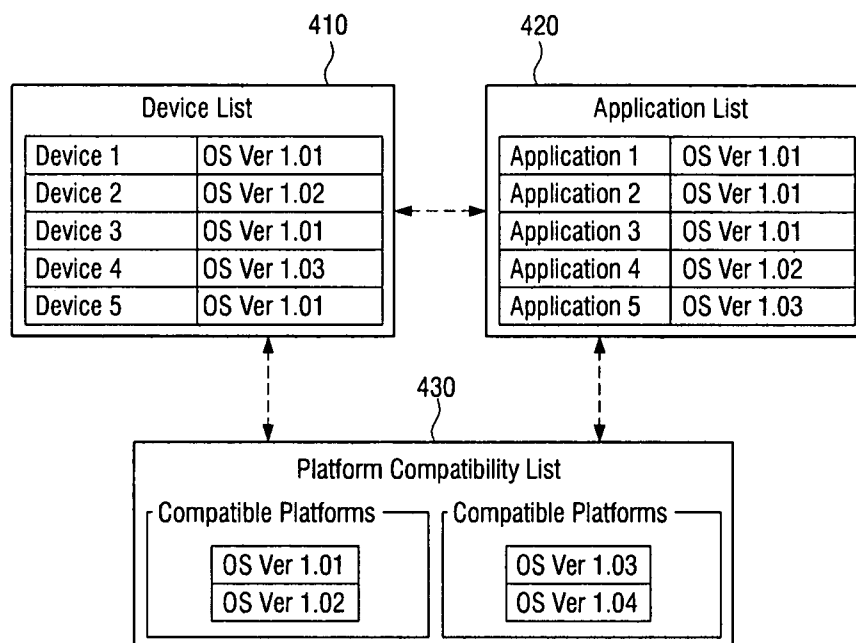 410
420
Device List
Device 1 OS Ver 1.01
Device 2 OS Ver 1.02
Device 3 OS Ver 1.01
Device 4 OS Ver 1.03
Device 5 OS Ver 1.01
Application List
Application 1 OS Ver 1.01
Application 2 OS Ver 1.01
Application 3 OS Ver 1.01
Application 4 OS Ver 1.02
Application 5 OS Ver 1.03
430
Platform Compatibility List
Compatible Platforms
OS Ver 1.01
OS Ver 1.02
Compatible Platforms
OS Ver 1.03
OS Ver 1.04